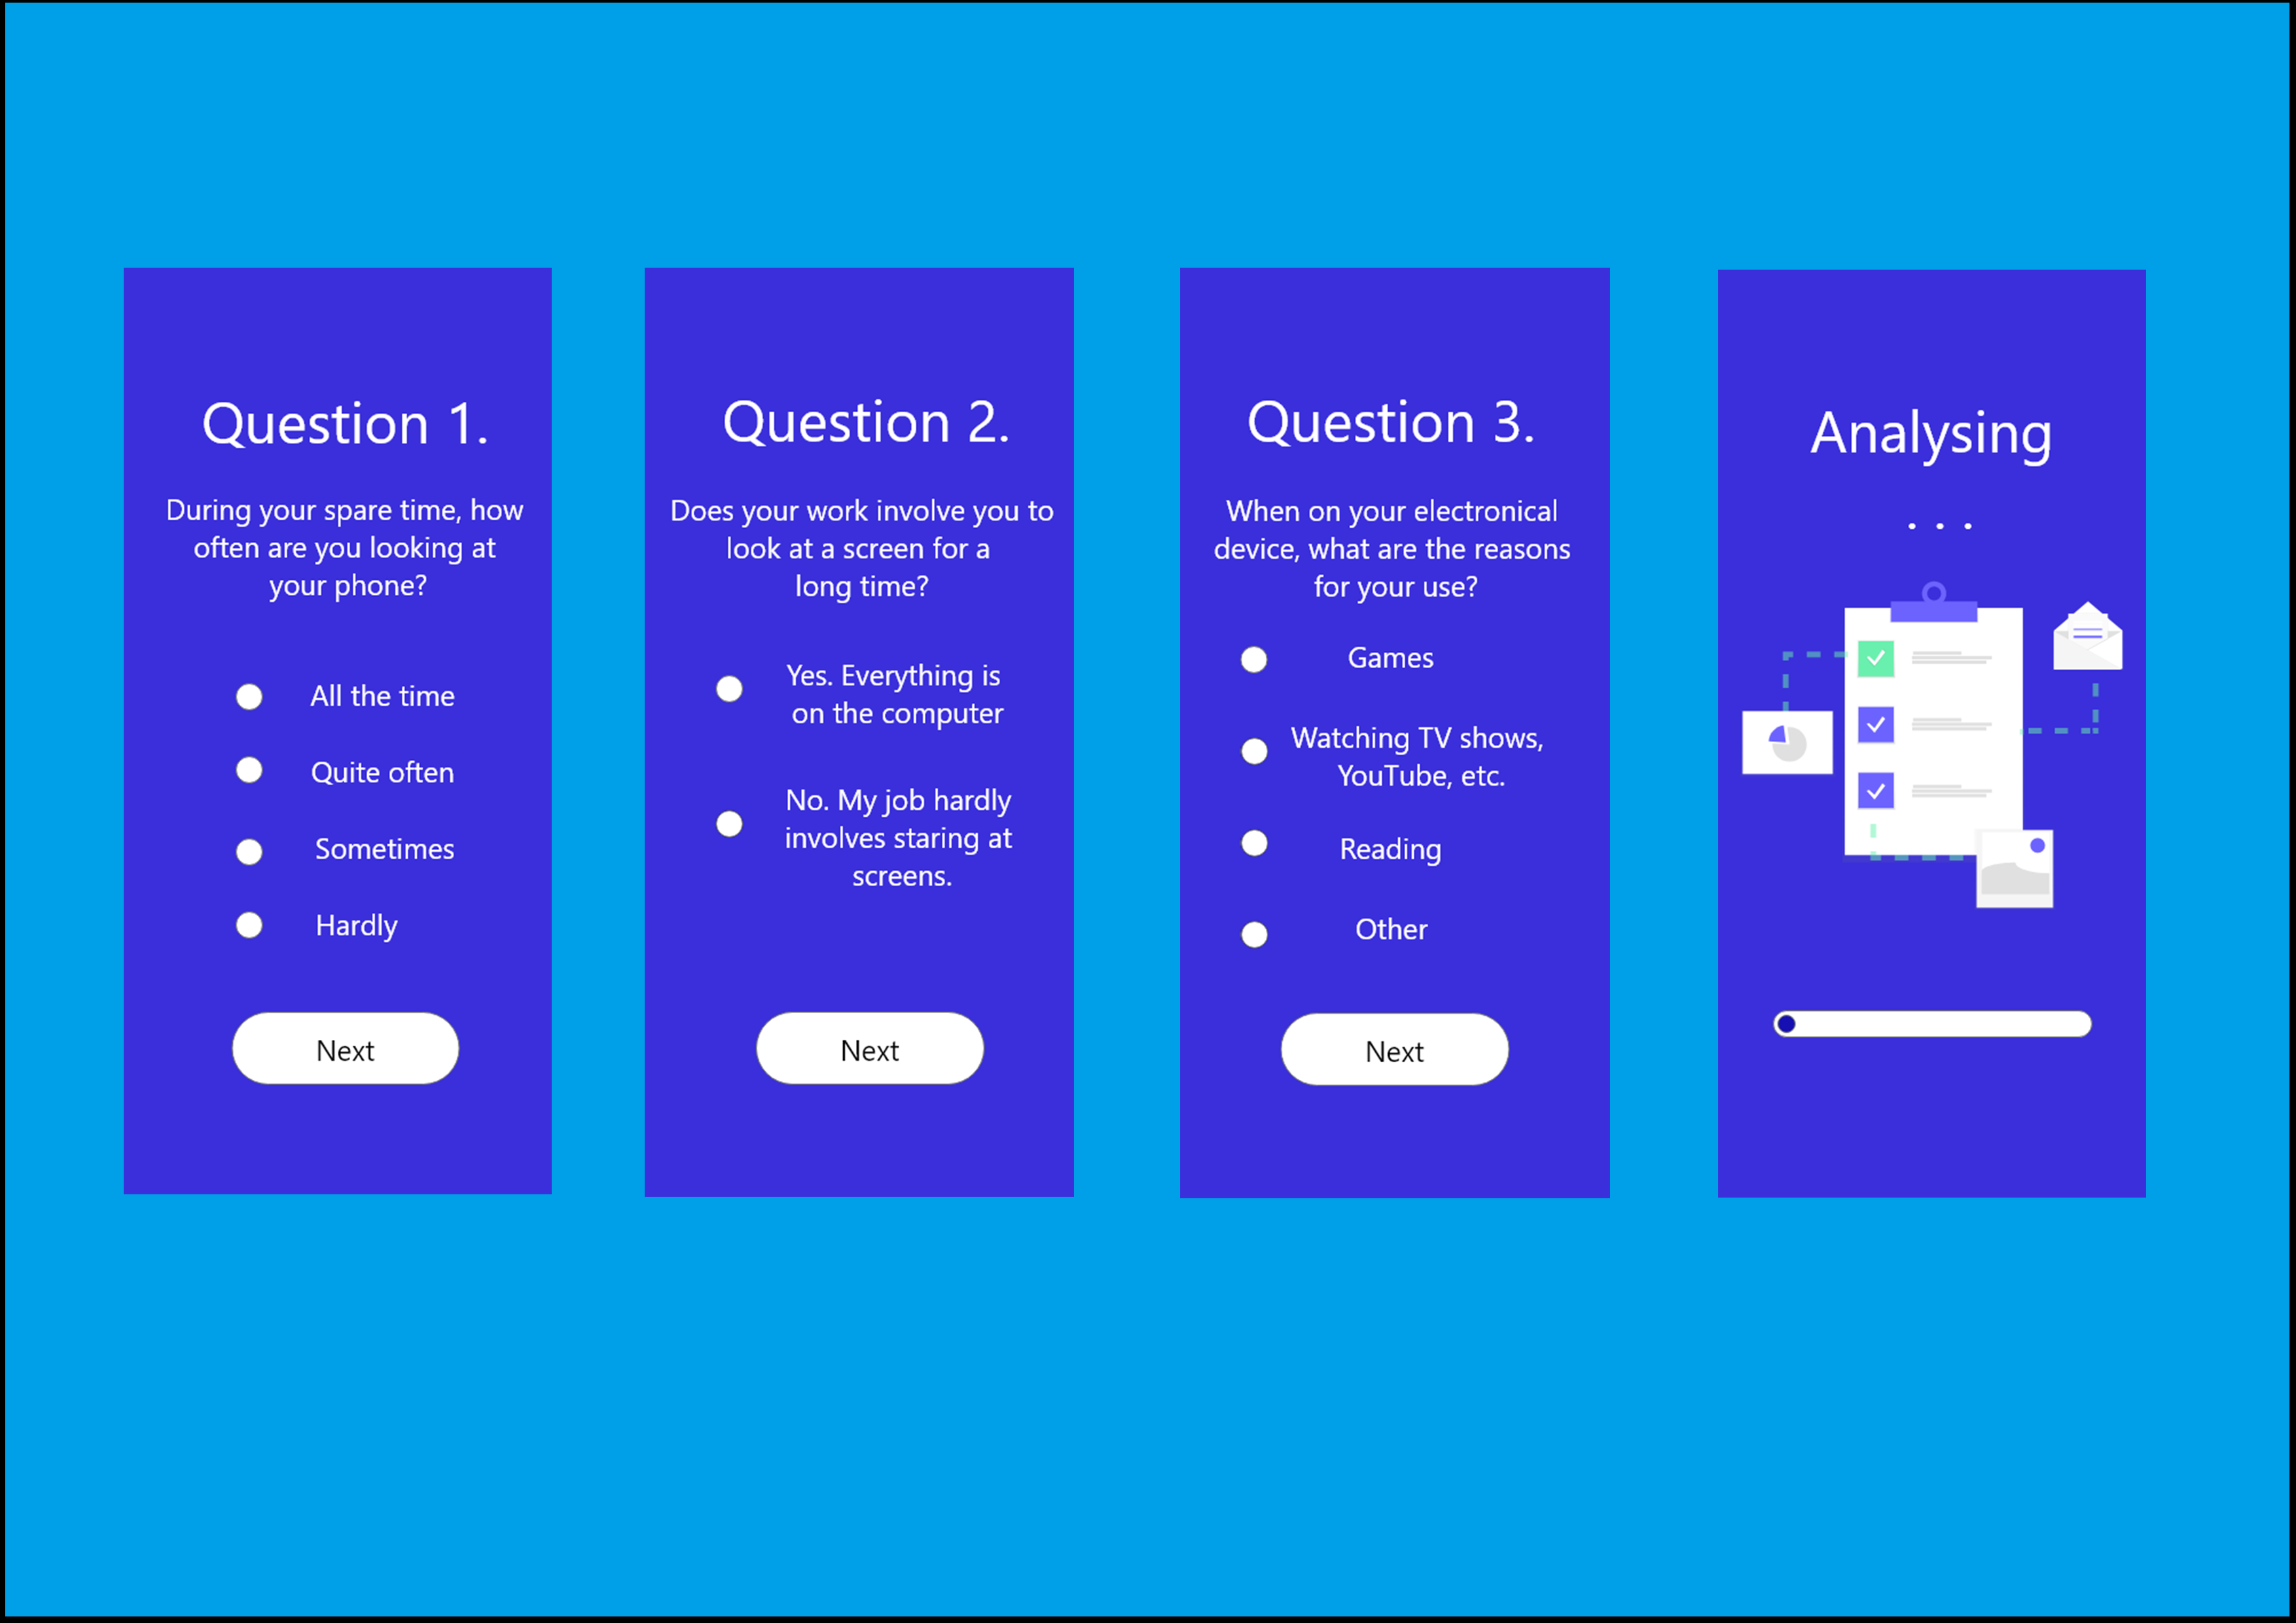 Question 1.
During your spare time, how
often are you looking at
your phone?
All the time
Quite often
Sometimes
Hardly
Next
Question 2.
Does your work involve you to
look at a screen for a
long time?
Yes. Everything is
on the computer
No. My job hardly
involves staring at
screens.
Next
Question 3.
When on your electronical
device, what are the reasons
for your use?
Games
Watching TV shows,
YouTube, etc.
Reading
Other
Next
Analysing
. . .